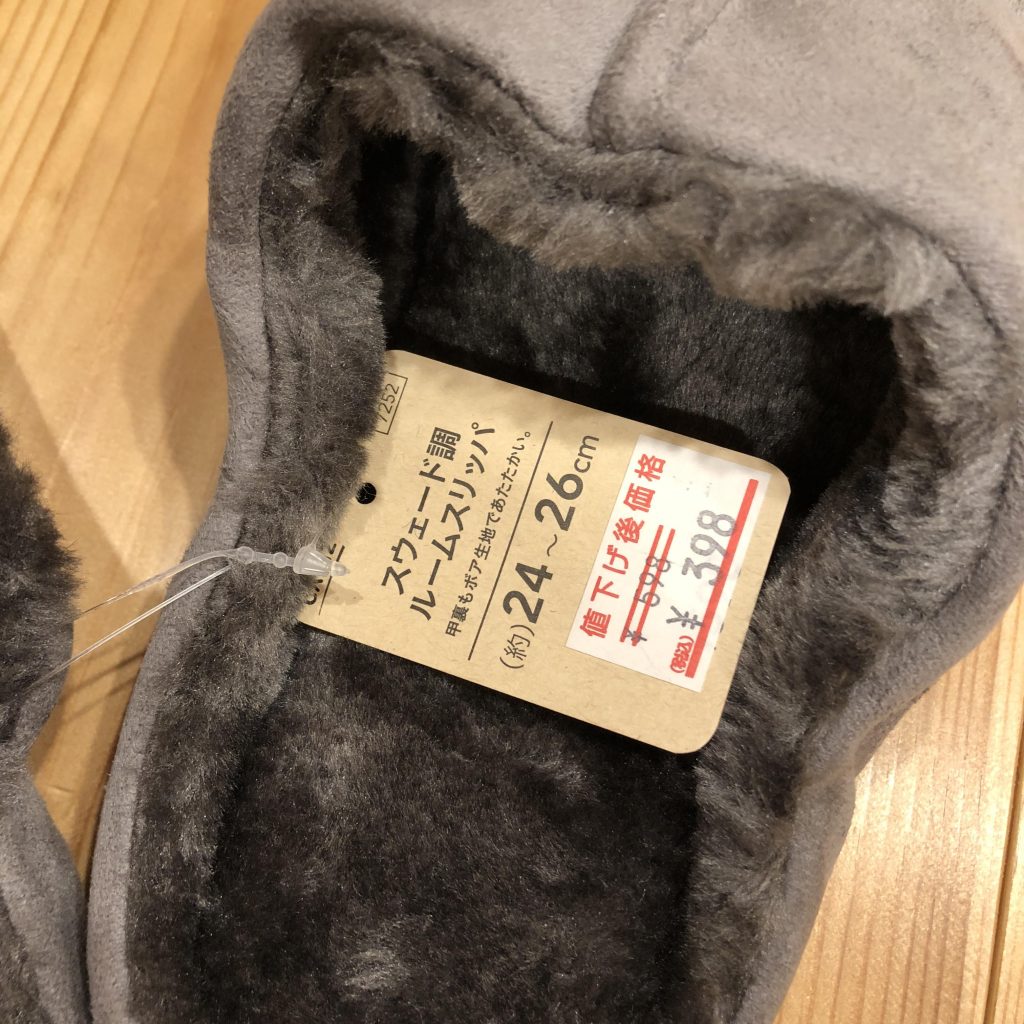 7252
スウェード調
ルームスリッパ
甲裏もボア生地であたたかい。
(約)24～26cm
値下げ後価格
¥598
¥398
(税込)